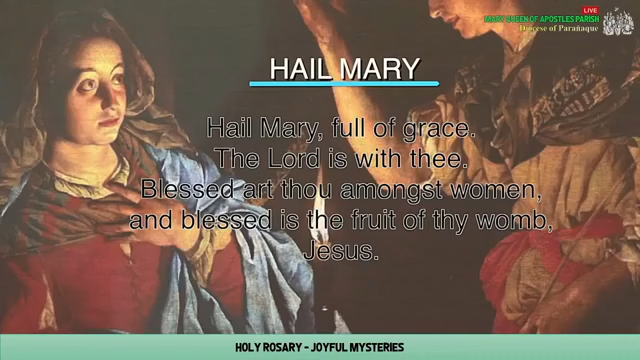 LIVE
MARY QUEEN OF APOSTLES PARISH
Diocese of Parañaque
HAIL MARY
Hail Mary, full of grace.
The Lord is with thee.
Blessed art thou amongst women,
and blessed is the fruit of thy womb,
Jesus.
HOLY ROSARY - JOYFUL MYSTERIES